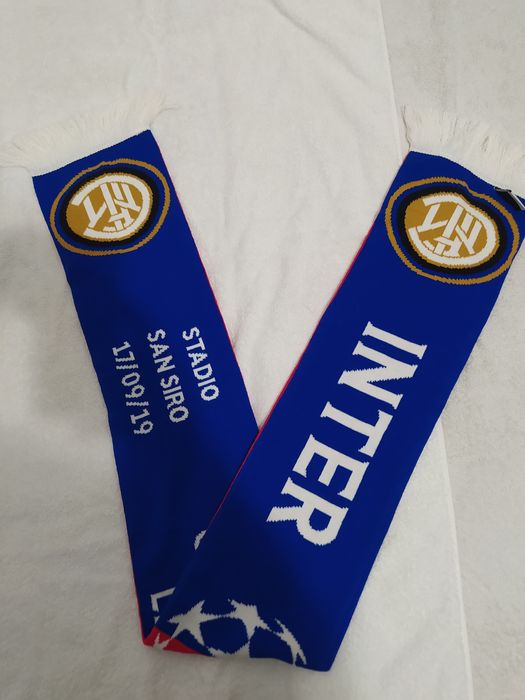 STADIO
SAN SIRO
17/09/19
INTER